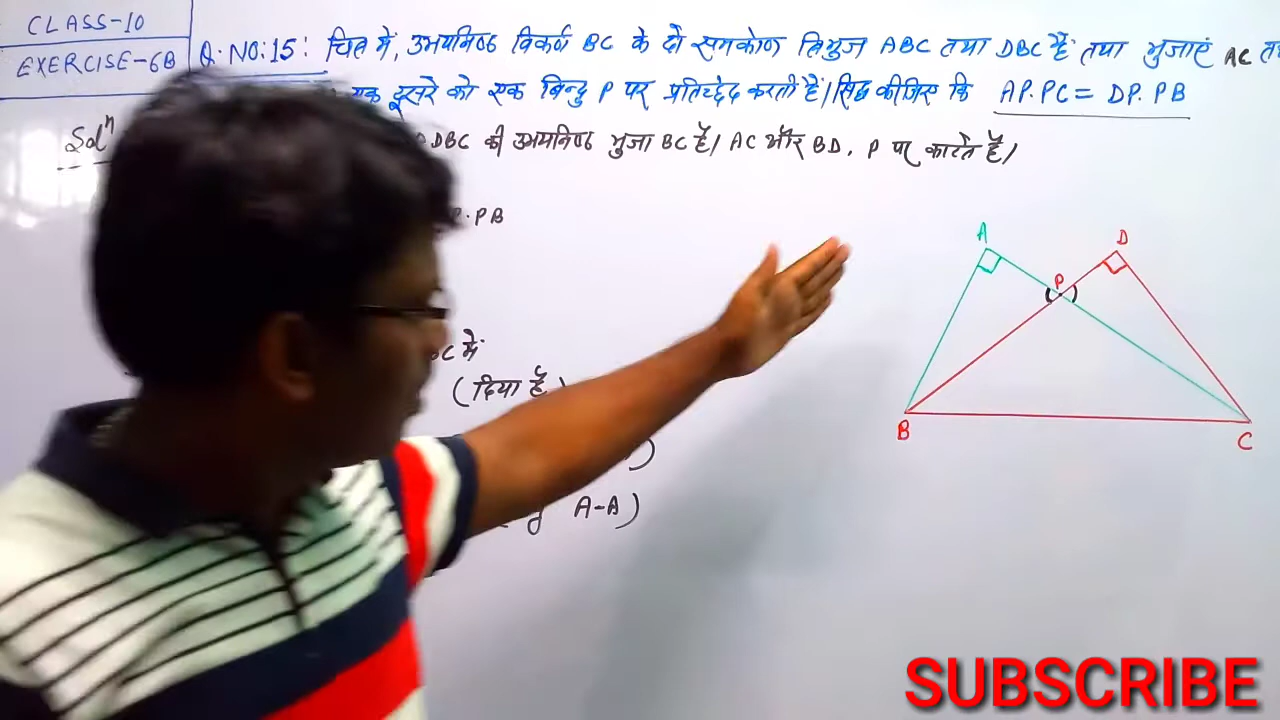 CLASS-10
EXERCISE-6B
Q.NO:15: चित्र में, उभयनिष्ठ विकर्ण BC के दो समकोण त्रिभुज ABC तथा DBC हैं तथा भुजाएं AC
एक दूसरे को एक बिन्दु P पर प्रतिच्छेद करती हैं। सिद्ध कीजिए कि AP.PC = DP.PB
Solⁿ DBC की उभयनिष्ठ भुजा BC है। AC और BD, P पर काटते हैं।
.PB
A D
P
में
(दिया है)
A-A)
B C
SUBSCRIBE